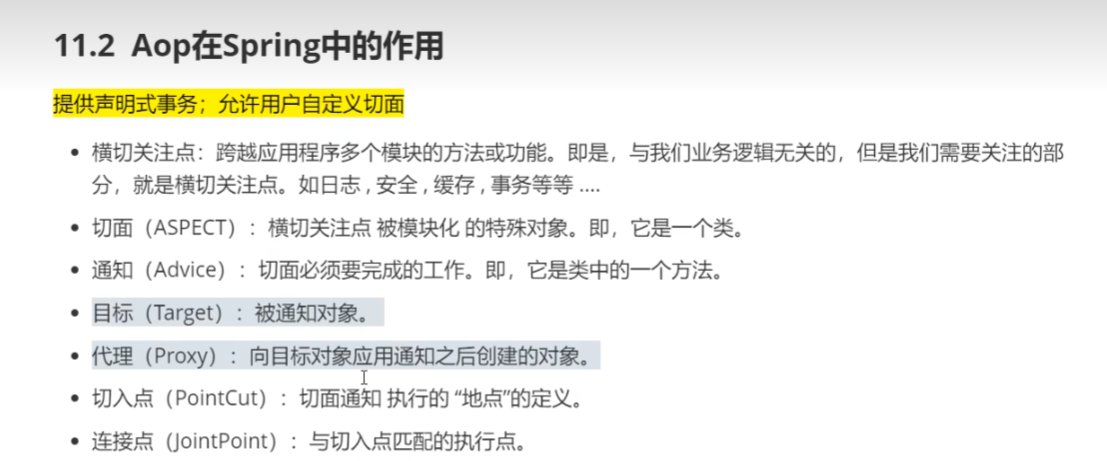 11.2 Aop在Spring中的作用
提供声明式事务；允许用户自定义切面
横切关注点：跨越应用程序多个模块的方法或功能。即是，与我们业务逻辑无关的，但是我们需要关注的部
分，就是横切关注点。如日志 , 安全 , 缓存 , 事务等等 ....
切面（ASPECT）：横切关注点 被模块化 的特殊对象。即，它是一个类。
通知（Advice）：切面必须要完成的工作。即，它是类中的一个方法。
目标（Target）：被通知对象。
代理（Proxy）：向目标对象应用通知之后创建的对象。
切入点（PointCut）：切面通知 执行的 “地点”的定义。
连接点（JointPoint）：与切入点匹配的执行点。